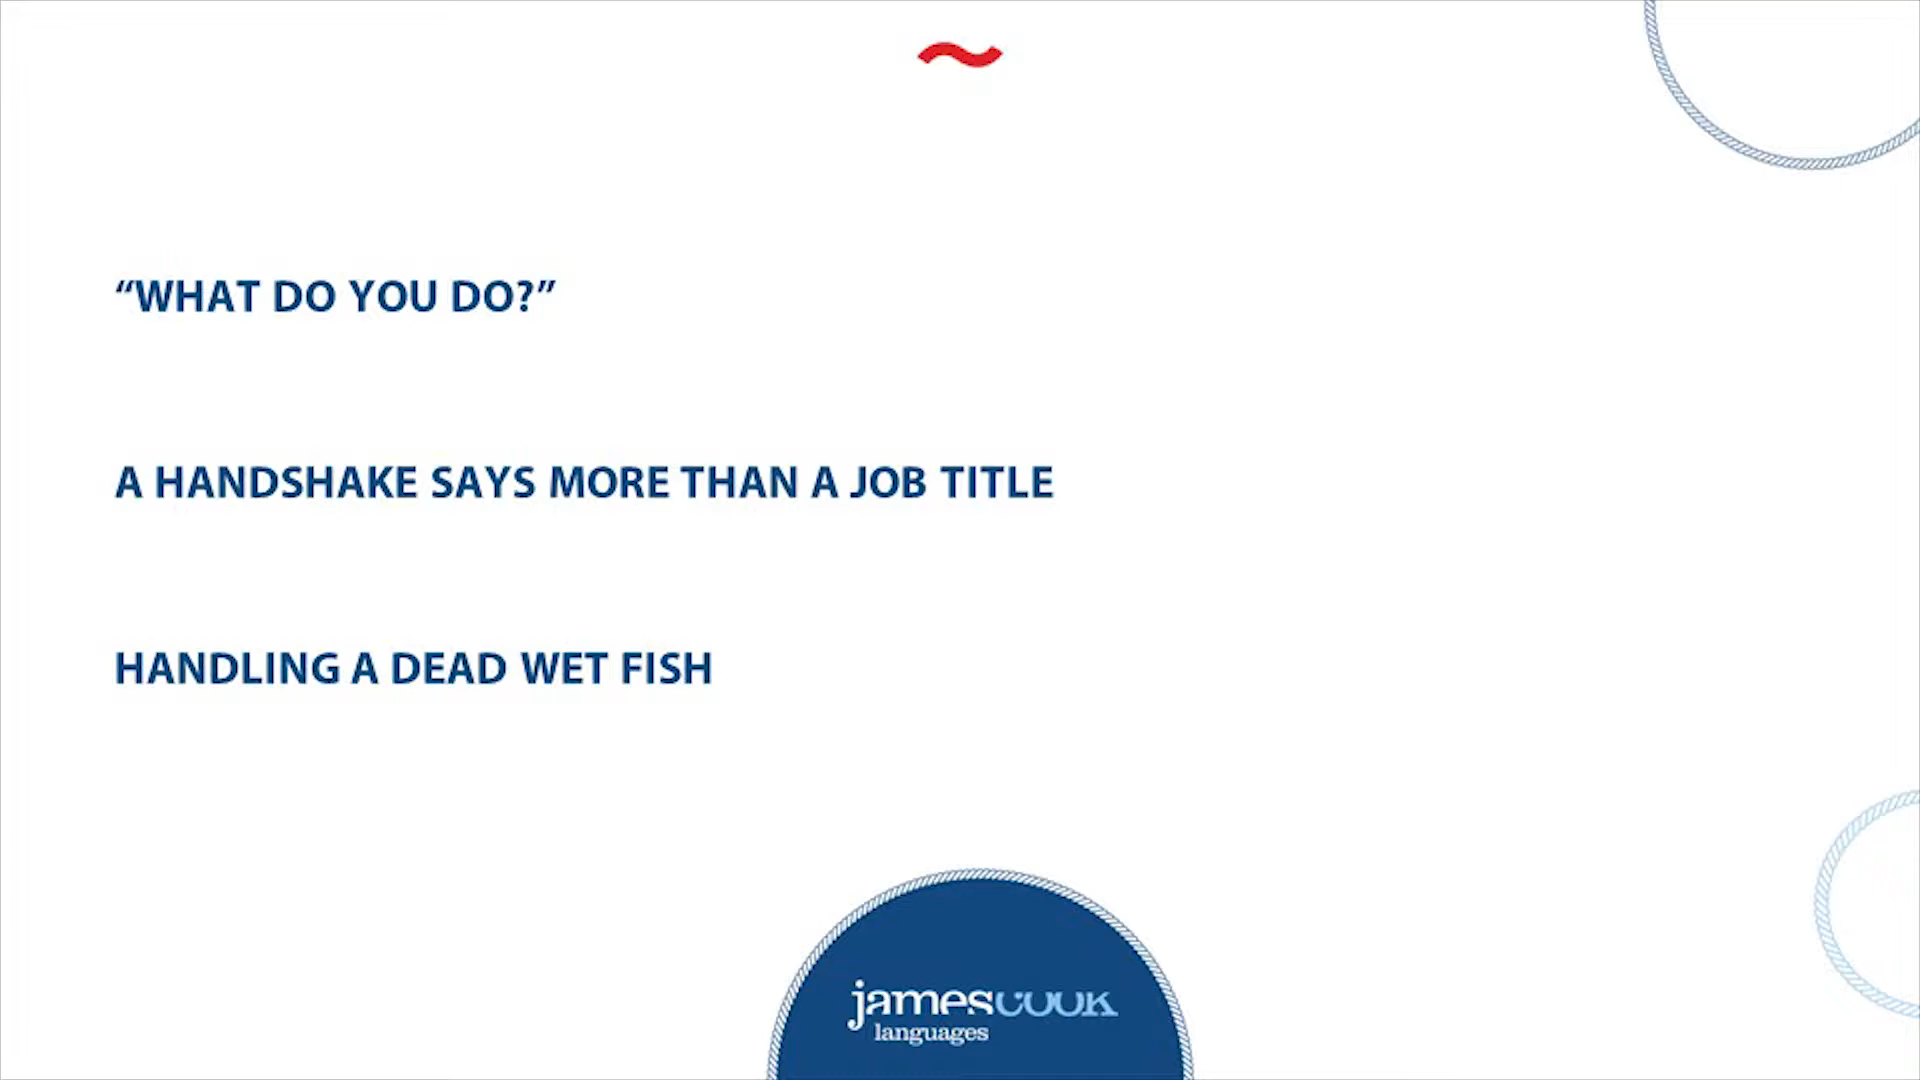 “WHAT DO YOU DO?”
A HANDSHAKE SAYS MORE THAN A JOB TITLE
HANDLING A DEAD WET FISH
jamescook
languages